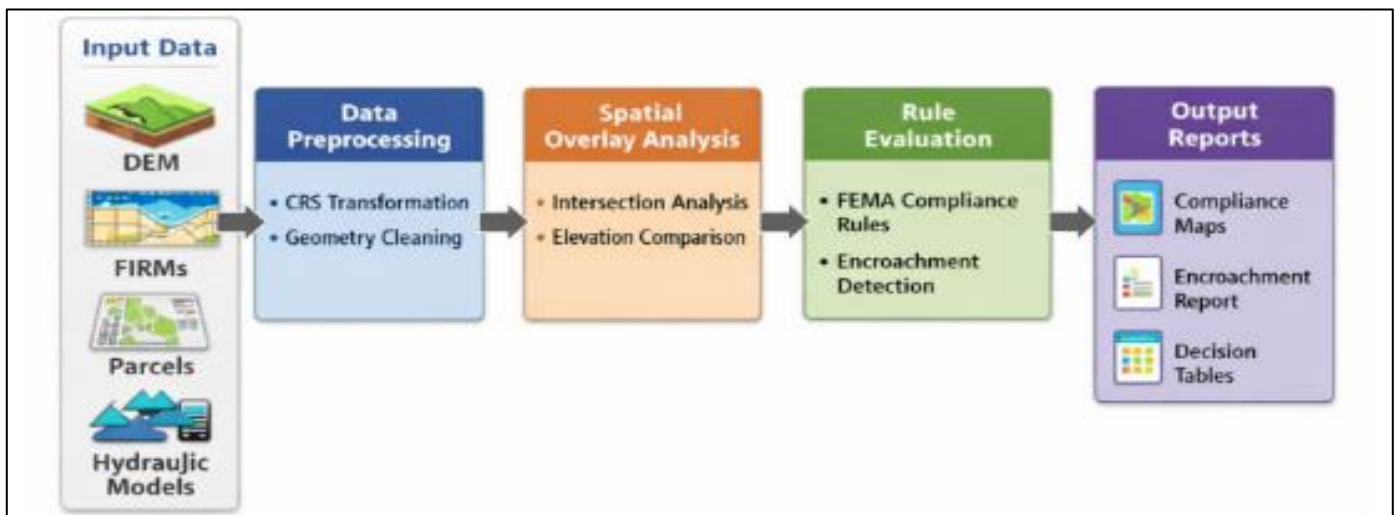 Input Data
DEM
FIRMs
Parcels
Hydraulic
Models
Data
Preprocessing
• CRS Transformation
• Geometry Cleaning
Spatial
Overlay Analysis
• Intersection Analysis
• Elevation Comparison
Rule
Evaluation
• FEMA Compliance
Rules
• Encroachment
Detection
Output
Reports
Compliance
Maps
Encroachment
Report
Decision
Tables